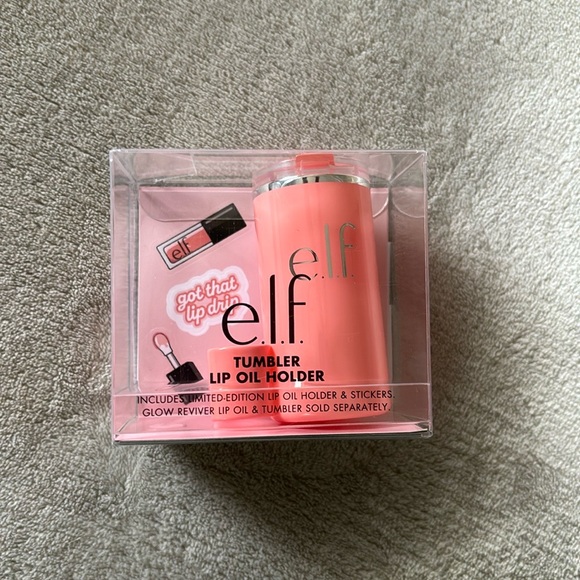 e.l.f.
got that
lip drip
e.l.f.
e.l.f.
TUMBLER
LIP OIL HOLDER
INCLUDES LIMITED-EDITION LIP OIL HOLDER & STICKERS.
GLOW REVIVER LIP OIL & TUMBLER SOLD SEPARATELY.